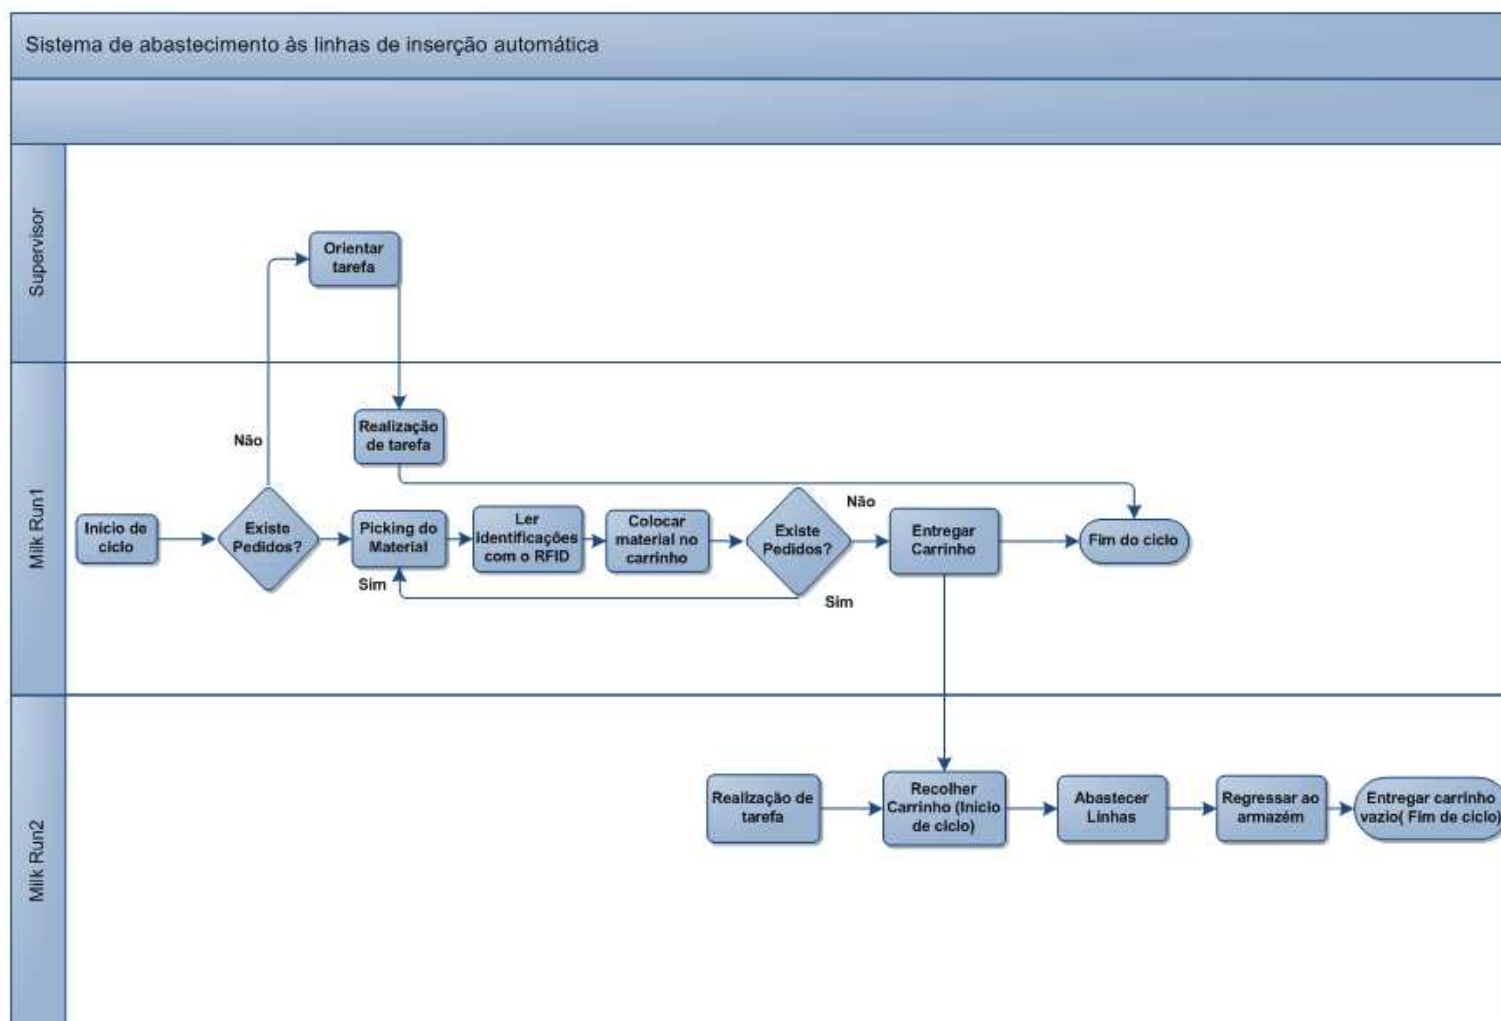 Sistema de abastecimento às linhas de inserção automática
Supervisor
Orientar
tarefa
Milk Run1
Não
Realização
de tarefa
Início de
ciclo
Existe
Pedidos?
Picking do
Material
Ler
identificações
com o RFID
Colocar
material no
carrinho
Existe
Pedidos?
Não
Entregar
Carrinho
Fim do ciclo
Sim
Sim
Milk Run2
Realização de
tarefa
Recolher
Carrinho (Inicio
de ciclo)
Abastecer
Linhas
Regressar ao
armazém
Entregar carrinho
vazio( Fim de ciclo)